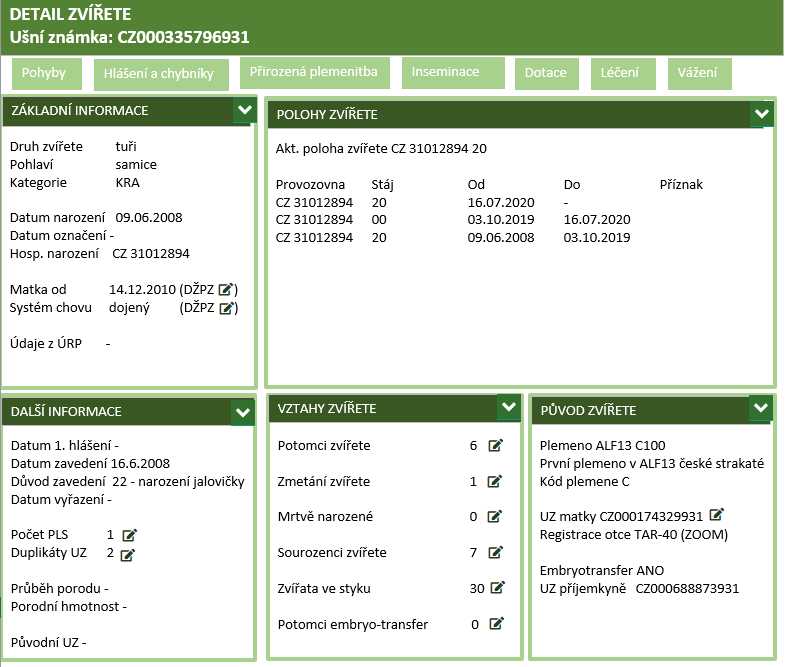 DETAIL ZVÍŘETE
Ušní známka: CZ000335796931
Pohyby
Hlášení a chybníky
Přirozená plemenitba
Inseminace
Dotace
Léčení
Vážení
ZÁKLADNÍ INFORMACE
Druh zvířete tuři
Pohlaví samice
Kategorie KRA
Datum narození 09.06.2008
Datum označení -
Hosp. narození CZ 31012894
Matka od 14.12.2010 (DŽPZ )
Systém chovu dojený (DŽPZ )
Údaje z ÚRP -
POLOHY ZVÍŘETE
Akt. poloha zvířete CZ 31012894 20
Provozovna Stáj Od Do Příznak
CZ 31012894 20 16.07.2020 -
CZ 31012894 00 03.10.2019 16.07.2020
CZ 31012894 20 09.06.2008 03.10.2019
DALŠÍ INFORMACE
Datum 1. hlášení -
Datum zavedení 16.6.2008
Důvod zavedení 22 - narození jalovičky
Datum vyřazení -
Počet PLS 1
Duplikáty UZ 2
Průběh porodu -
Porodní hmotnost -
Původní UZ -
VZTAHY ZVÍŘETE
Potomci zvířete 6
Zmetání zvířete 1
Mrtvě narozené 0
Sourozenci zvířete 7
Zvířata ve styku 30
Potomci embryo-transfer 0
PŮVOD ZVÍŘETE
Plemeno ALF13 C100
První plemeno v ALF13 české strakaté
Kód plemene C
UZ matky CZ000174329931
Registrace otce TAR-40 (ZOOM)
Embryotransfer ANO
UZ příjemkyně CZ000688873931